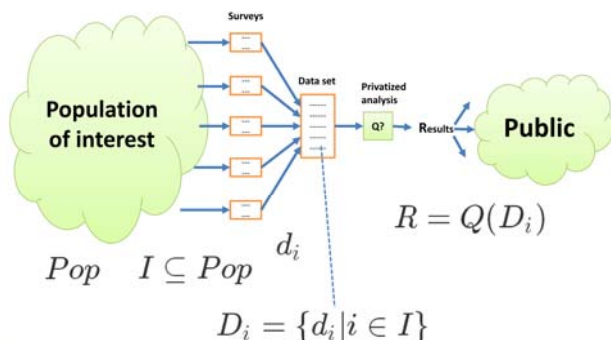 Surveys
Data set
Privatized
analysis
Population
of interest
Q?
Results
Public
R = Q(D_i)
d_i
Pop I ⊆ Pop
D_i = {d_i|i ∈ I}